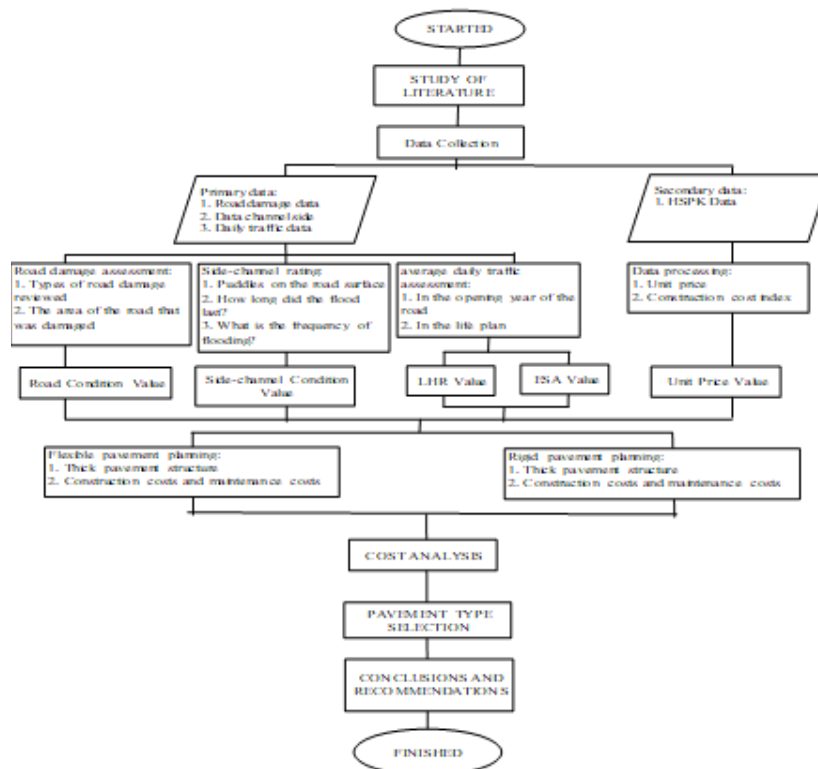 STARTED
STUDY OF
LITERATURE
Data Collection
Primary data:
1. Road damage data
2. Data channel side
3. Daily traffic data
Secondary data:
1. HSPK Data
Road damage assessment:
1. Types of road damage
reviewed
2. The area of the road that
was damaged
Side-channel rating:
1. Puddles on the road surface
2. How long did the flood
last?
3. What is the frequency of
flooding?
average daily traffic
assessment:
1. In the opening year of the
road
2. In the life plan
Data processing:
1. Unit price
2. Construction cost index
Road Condition Value
Side-channel Condition
Value
LHR Value
ESA Value
Unit Price Value
Flexible pavement planning:
1. Thick pavement structure
2. Construction costs and maintenance costs
Rigid pavement planning:
1. Thick pavement structure
2. Construction costs and maintenance costs
COST ANALYSIS
PAVEMENT TYPE
SELECTION
CONCLUSIONS AND
RECOMMENDATIONS
FINISHED